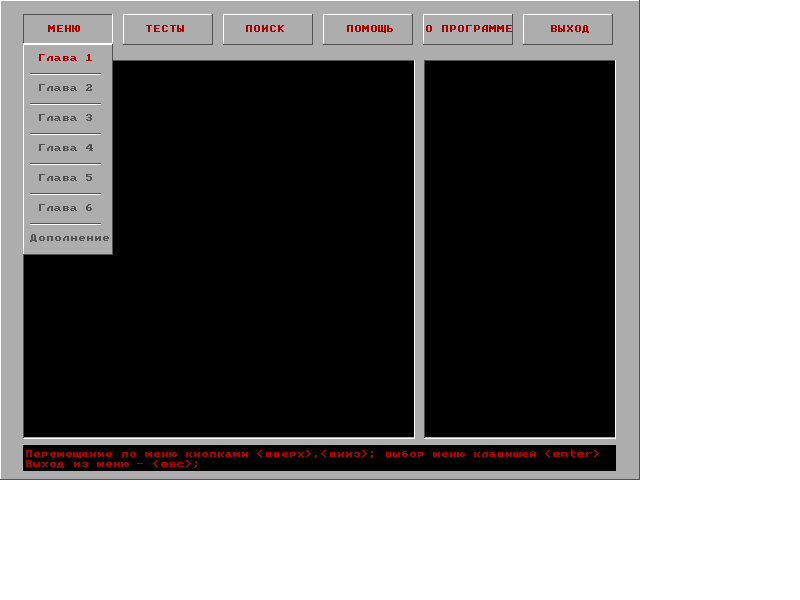 МЕНЮ ТЕСТЫ ПОИСК ПОМОЩЬ О ПРОГРАММЕ ВЫХОД
Глава 1
Глава 2
Глава 3
Глава 4
Глава 5
Глава 6
Дополнение
Перемещение по меню кнопками <вверх>,<вниз>; выбор меню клавишей <enter>
Выход из меню - <esc>;